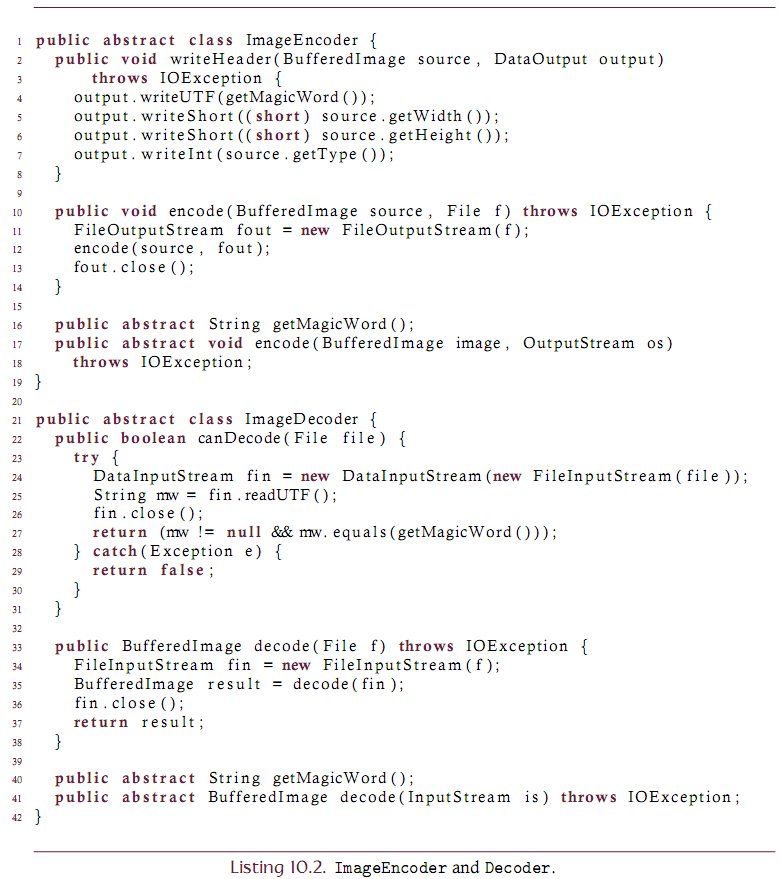 1 public abstract class ImageEncoder {
2 public void writeHeader(BufferedImage source, DataOutput output)
3 throws IOException {
4 output.writeUTF(getMagicWord());
5 output.writeShort((short) source.getWidth());
6 output.writeShort((short) source.getHeight());
7 output.writeInt(source.getType());
8 }
9
10 public void encode(BufferedImage source, File f) throws IOException {
11 FileOutputStream fout = new FileOutputStream(f);
12 encode(source, fout);
13 fout.close();
14 }
15
16 public abstract String getMagicWord();
17 public abstract void encode(BufferedImage image, OutputStream os)
18 throws IOException;
19 }
20
21 public abstract class ImageDecoder {
22 public boolean canDecode(File file) {
23 try {
24 DataInputStream fin = new DataInputStream(new FileInputStream(file));
25 String mw = fin.readUTF();
26 fin.close();
27 return (mw != null && mw.equals(getMagicWord()));
28 } catch(Exception e) {
29 return false;
30 }
31 }
32
33 public BufferedImage decode(File f) throws IOException {
34 FileInputStream fin = new FileInputStream(f);
35 BufferedImage result = decode(fin);
36 fin.close();
37 return result;
38 }
39
40 public abstract String getMagicWord();
41 public abstract BufferedImage decode(InputStream is) throws IOException;
42 }
Listing 10.2. ImageEncoder and Decoder.